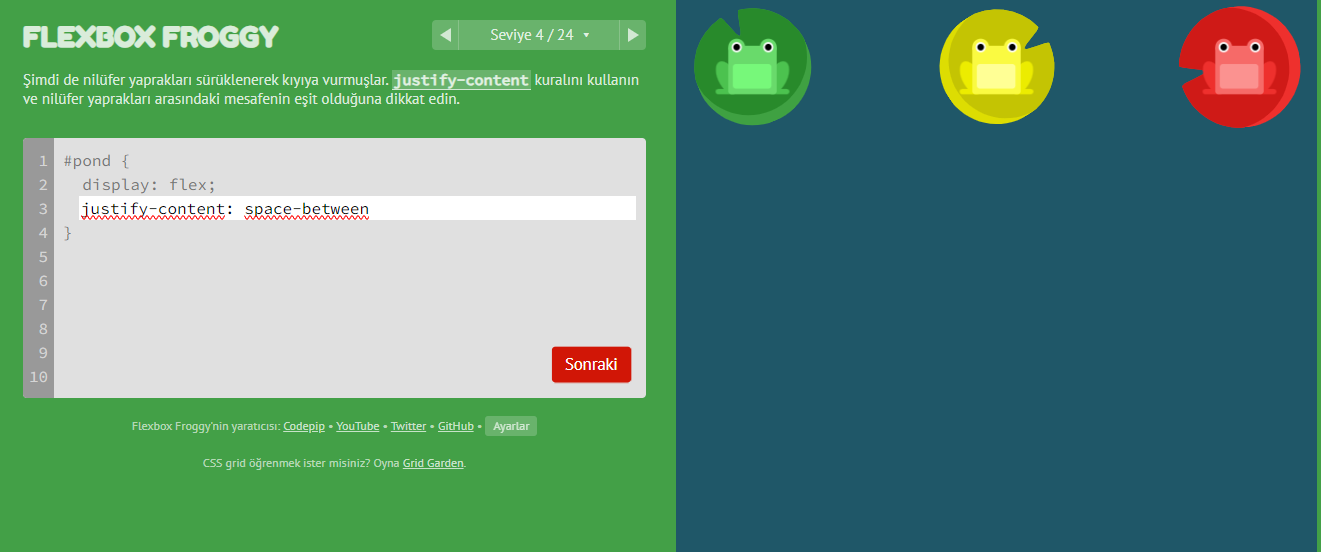 FLEXBOX FROGGY
Seviye 4 / 24
Şimdi de nilüfer yaprakları sürüklenerek kıyıya vurmuşlar. justify-content kuralını kullanın
ve nilüfer yaprakları arasındaki mesafenin eşit olduğuna dikkat edin.
1 #pond {
2 display: flex;
3 justify-content: space-between
4 }
5
6
7
8
9
10
Sonraki
Flexbox Froggy'nin yaratıcısı: Codepip • YouTube • Twitter • GitHub • Ayarlar
CSS grid öğrenmek ister misiniz? Oyna Grid Garden.